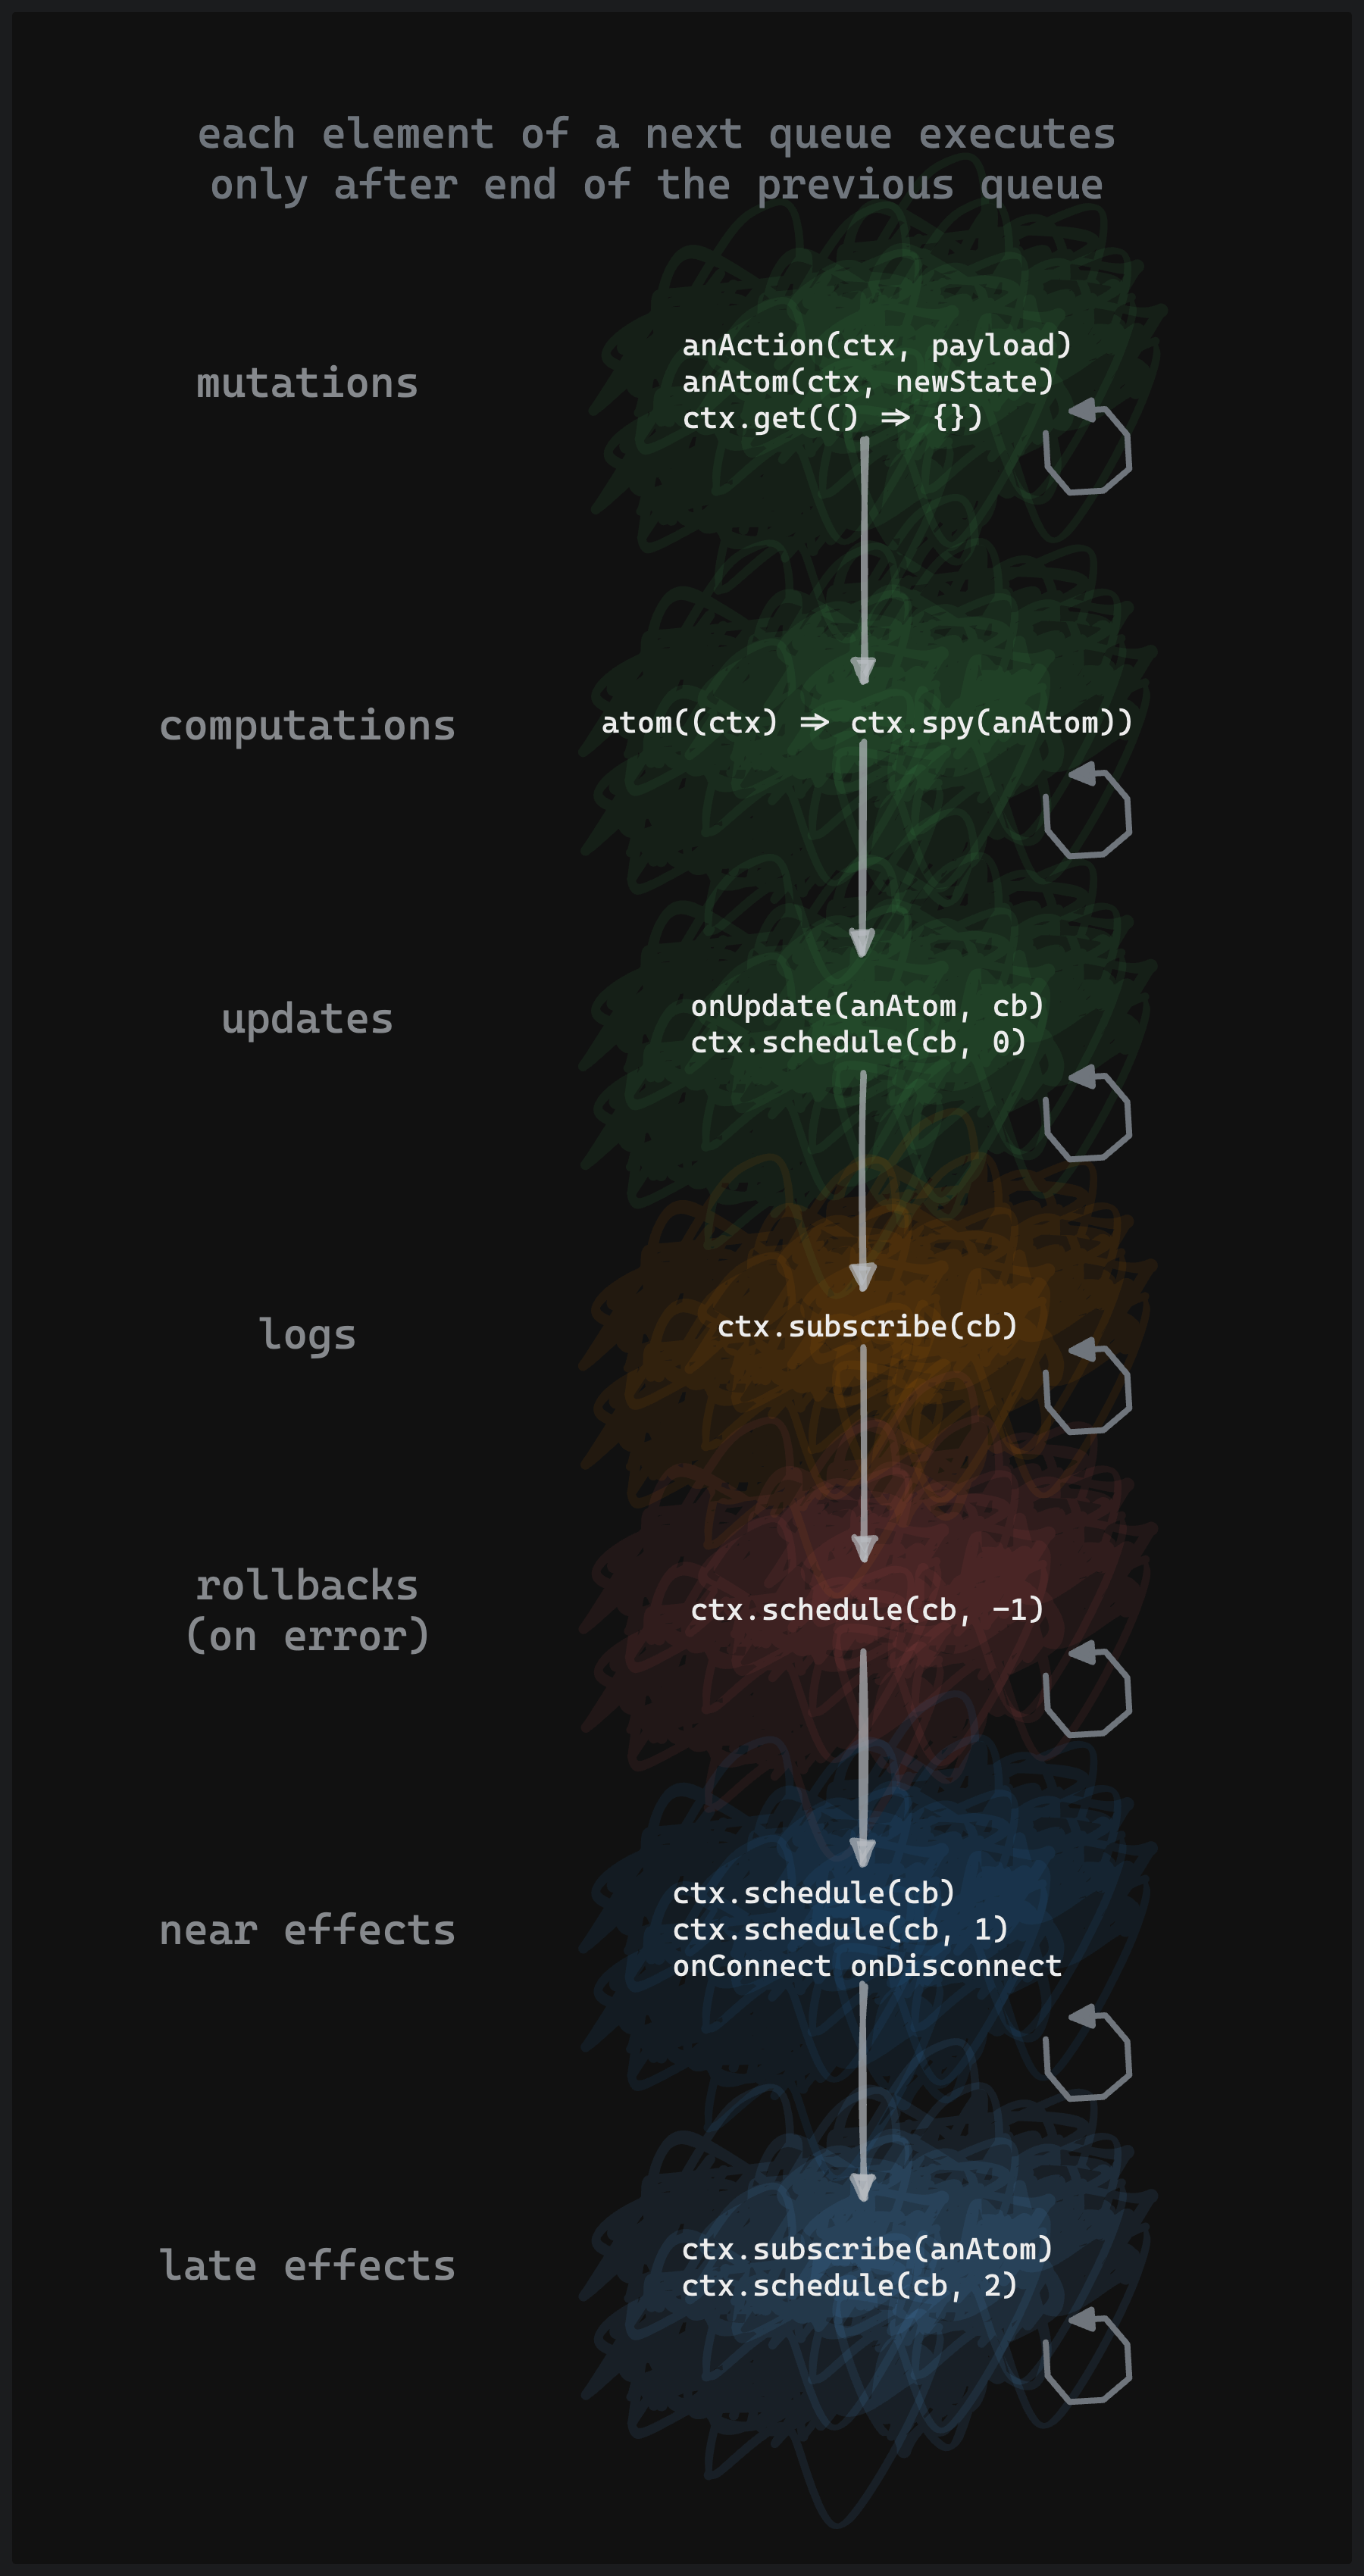 each element of a next queue executes
only after end of the previous queue
mutations
anAction(ctx, payload)
anAtom(ctx, newState)
ctx.get(() ⇒ {})
computations
atom((ctx) ⇒ ctx.spy(anAtom))
updates
onUpdate(anAtom, cb)
ctx.schedule(cb, 0)
logs
ctx.subscribe(cb)
rollbacks
(on error)
ctx.schedule(cb, -1)
near effects
ctx.schedule(cb)
ctx.schedule(cb, 1)
onConnect onDisconnect
late effects
ctx.subscribe(anAtom)
ctx.schedule(cb, 2)